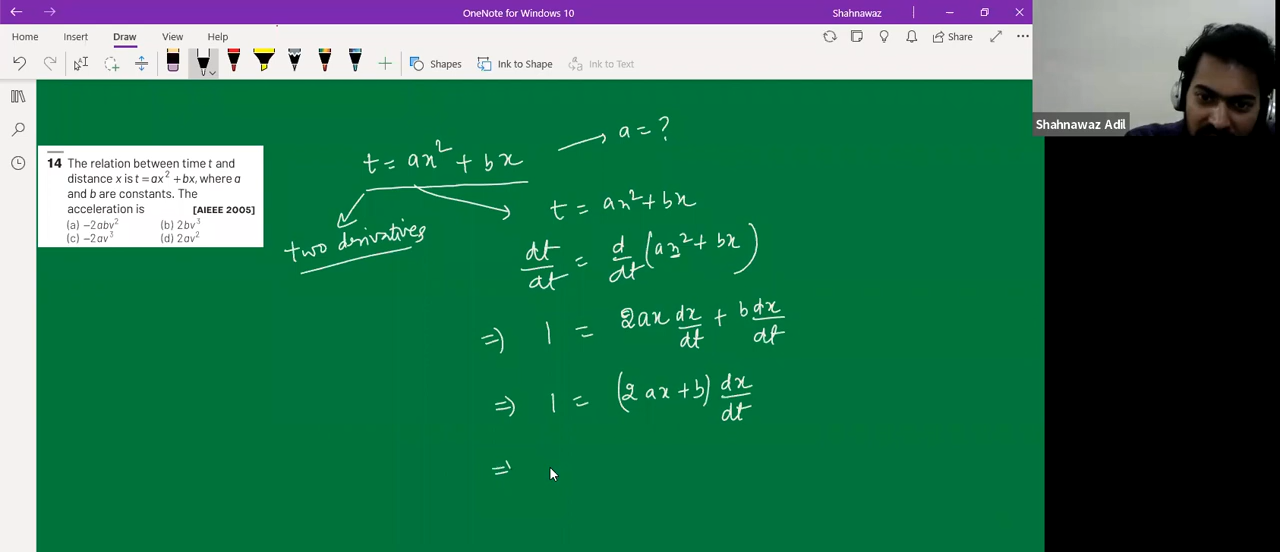 OneNote for Windows 10
Shahnawaz
Home Insert Draw View Help
Share
Shapes Ink to Shape Ink to Text
Shahnawaz Adil
14 The relation between time t and
distance x is t = ax² + bx, where a
and b are constants. The
acceleration is [AIEEE 2005]
(a) −2abv² (b) 2bv³
(c) −2av³ (d) 2av²
t = ax² + bx → a = ?
two derivatives
t = ax² + bx
dt/dt = d/dt (ax² + bx)
⇒ 1 = 2ax dx/dt + b dx/dt
⇒ 1 = (2ax + b) dx/dt
⇒